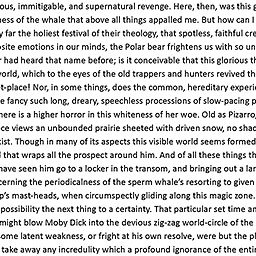 ous, immitigable, and supernatural revenge. Here, then, was this g
ness of the whale that above all things appalled me. But how can I
y far the holiest festival of their theology, that spotless, faithful cre
osite emotions in our minds, the Polar bear frightens us with so un
r had heard that name before; is it conceivable that this glorious th
world, which to the eyes of the old trappers and hunters revived th
t-place! Nor, in some things, does the common, hereditary experie
e fancy such long, dreary, speechless processions of slow-pacing p
here is a higher horror in this whiteness of her woe. Old as Pizarro,
ce views an unbounded prairie sheeted with driven snow, no shad
xist. Though in many of its aspects this visible world seems formed
l that wraps all the prospect around him. And of all these things th
have seen him go to a locker in the transom, and bringing out a lar
cerning the periodicalness of the sperm whale's resorting to given
p's mast-heads, when circumspectly gliding along this magic zone.
possibility the next thing to a certainty. That particular set time an
might blow Moby Dick into the devious zig-zag world-circle of the
some latent weakness, or fright at his own resolve, were but the pl
take away any incredulity which a profound ignorance of the entir